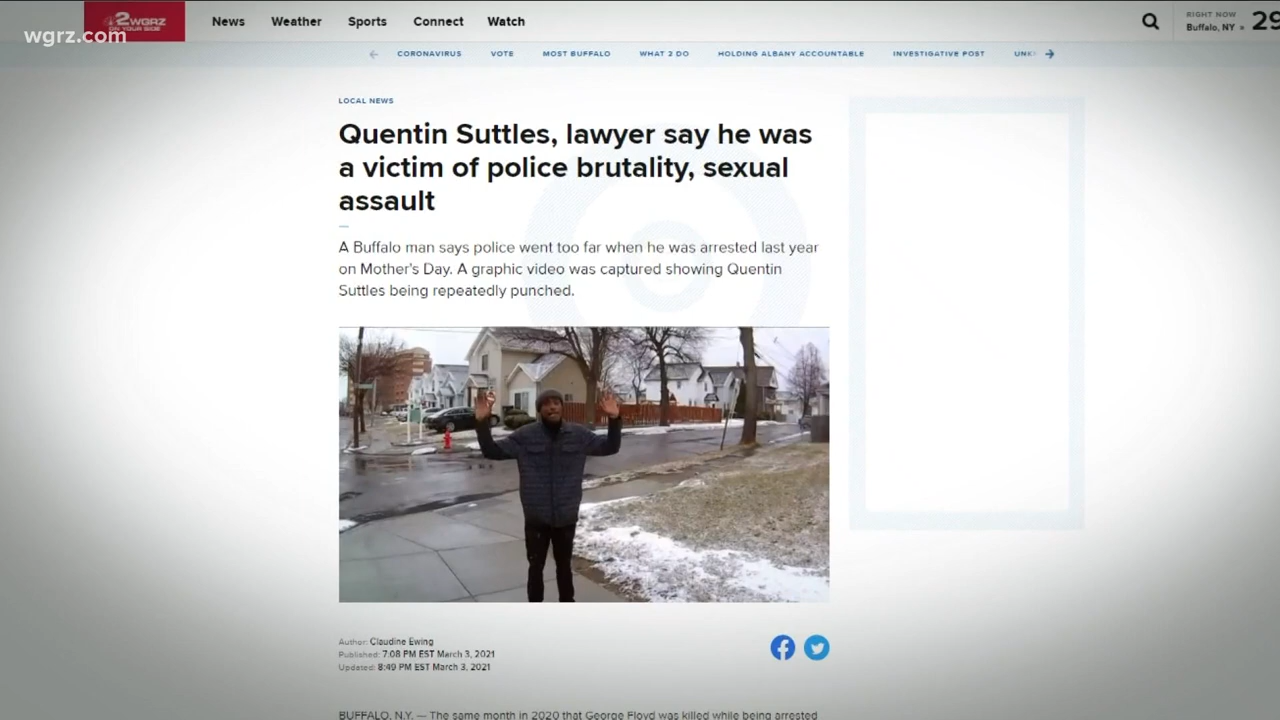 2 WGRZ
ON YOUR SIDE
wgrz.com
News Weather Sports Connect Watch
RIGHT NOW
Buffalo, NY
29
CORONAVIRUS VOTE MOST BUFFALO WHAT 2 DO HOLDING ALBANY ACCOUNTABLE INVESTIGATIVE POST
LOCAL NEWS
Quentin Suttles, lawyer say he was
a victim of police brutality, sexual
assault
A Buffalo man says police went too far when he was arrested last year
on Mother's Day. A graphic video was captured showing Quentin
Suttles being repeatedly punched.
Author: Claudine Ewing
Published: 7:08 PM EST March 3, 2021
Updated: 8:49 PM EST March 3, 2021
BUFFALO, N.Y. — The same month in 2020 that George Floyd was killed while being arrested